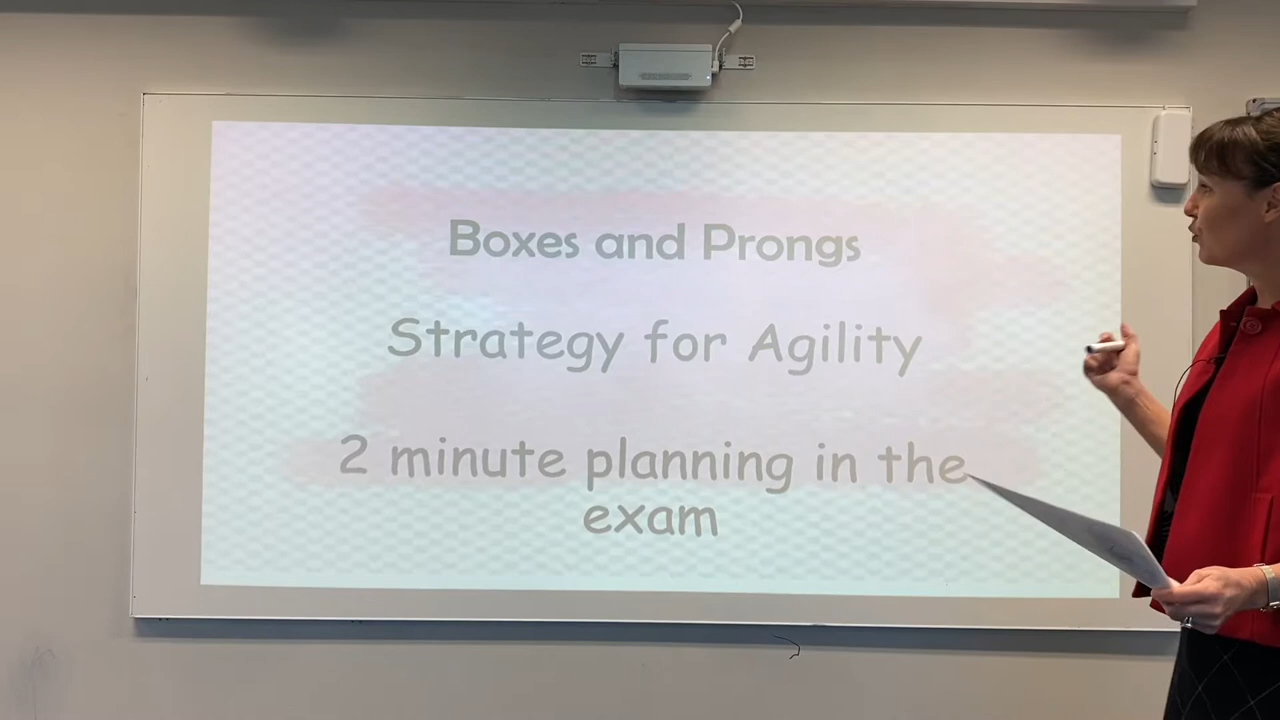 Boxes and Prongs
Strategy for Agility
2 minute planning in the
exam